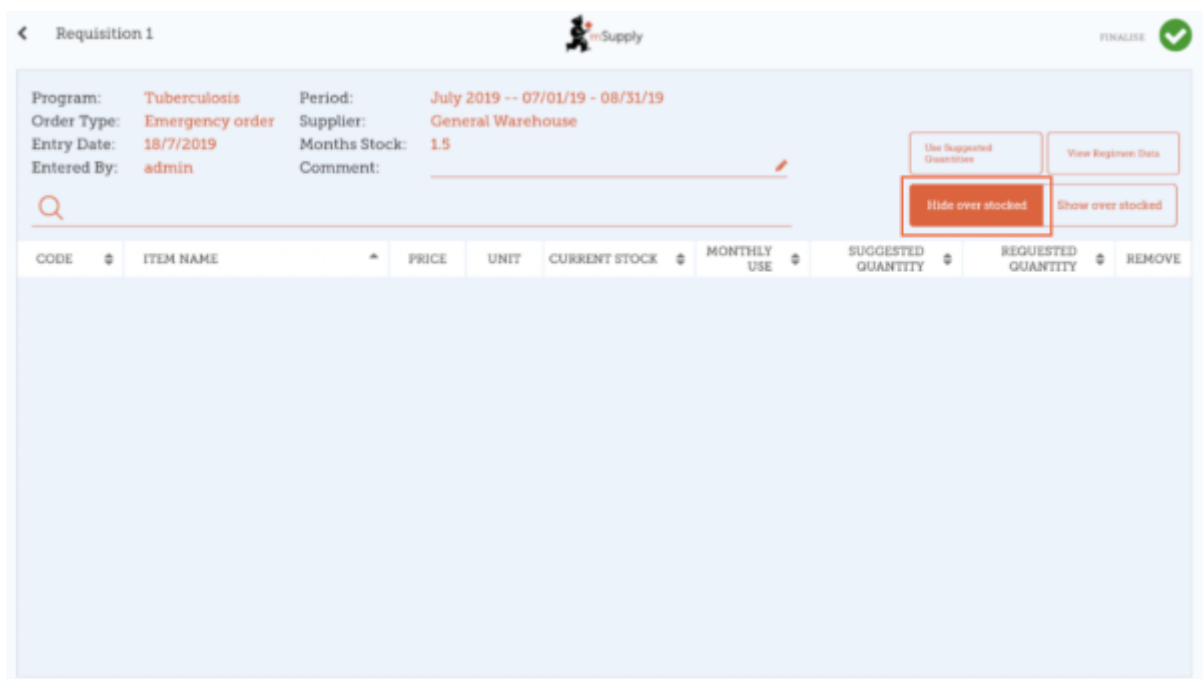 Requisition 1
mSupply
FINALISE
Program: Tuberculosis Period: July 2019 -- 07/01/19 - 08/31/19
Order Type: Emergency order Supplier: General Warehouse
Entry Date: 18/7/2019 Months Stock: 1.5
Entered By: admin Comment:
Use Suggested
Quantities
View Regimen Data
Hide over stocked Show over stocked
CODE ITEM NAME PRICE UNIT CURRENT STOCK MONTHLY
USE SUGGESTED
QUANTITY REQUESTED
QUANTITY REMOVE